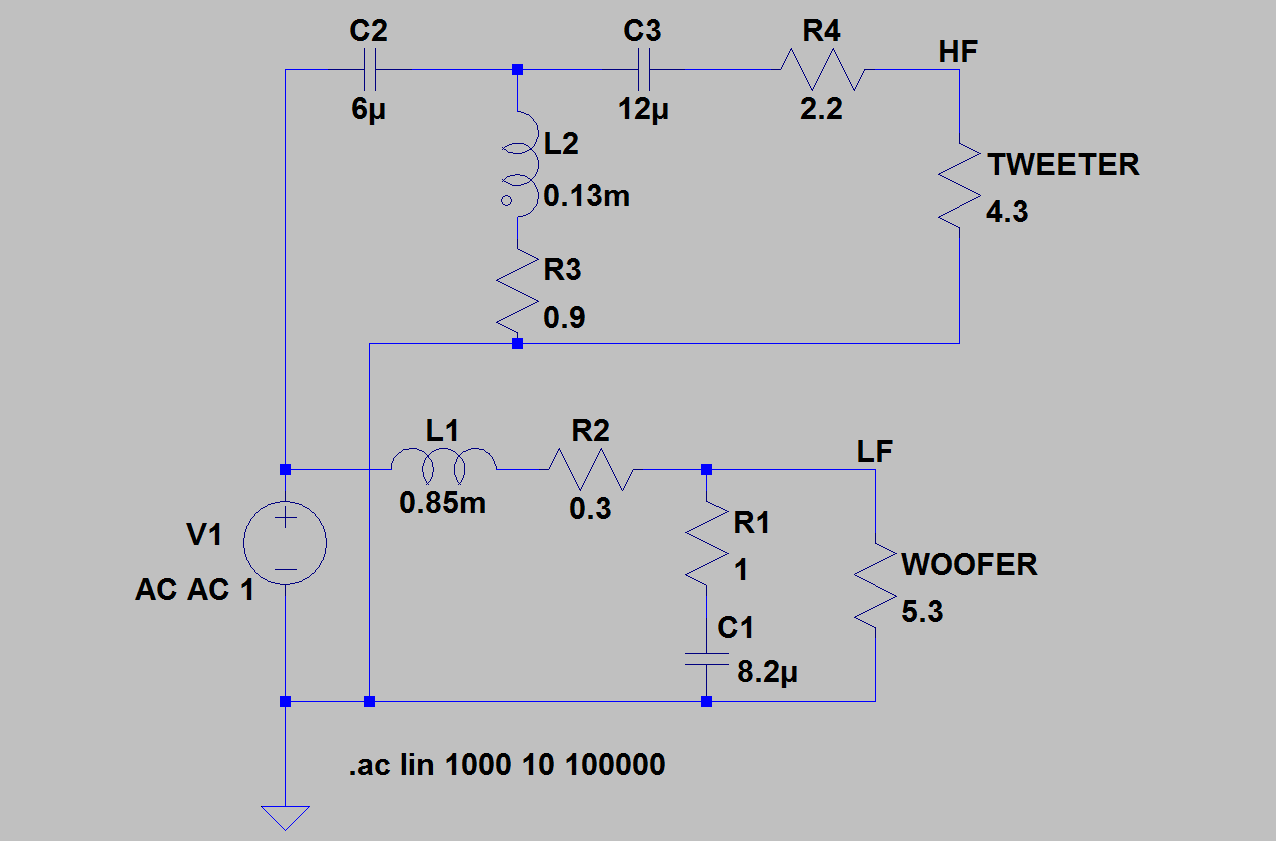 C2
C3
R4
HF
6µ
12µ
2.2
L2
TWEETER
0.13m
4.3
R3
0.9
L1
R2
LF
0.85m
0.3
V1
R1
WOOFER
1
AC AC 1
5.3
C1
8.2µ
.ac lin 1000 10 100000